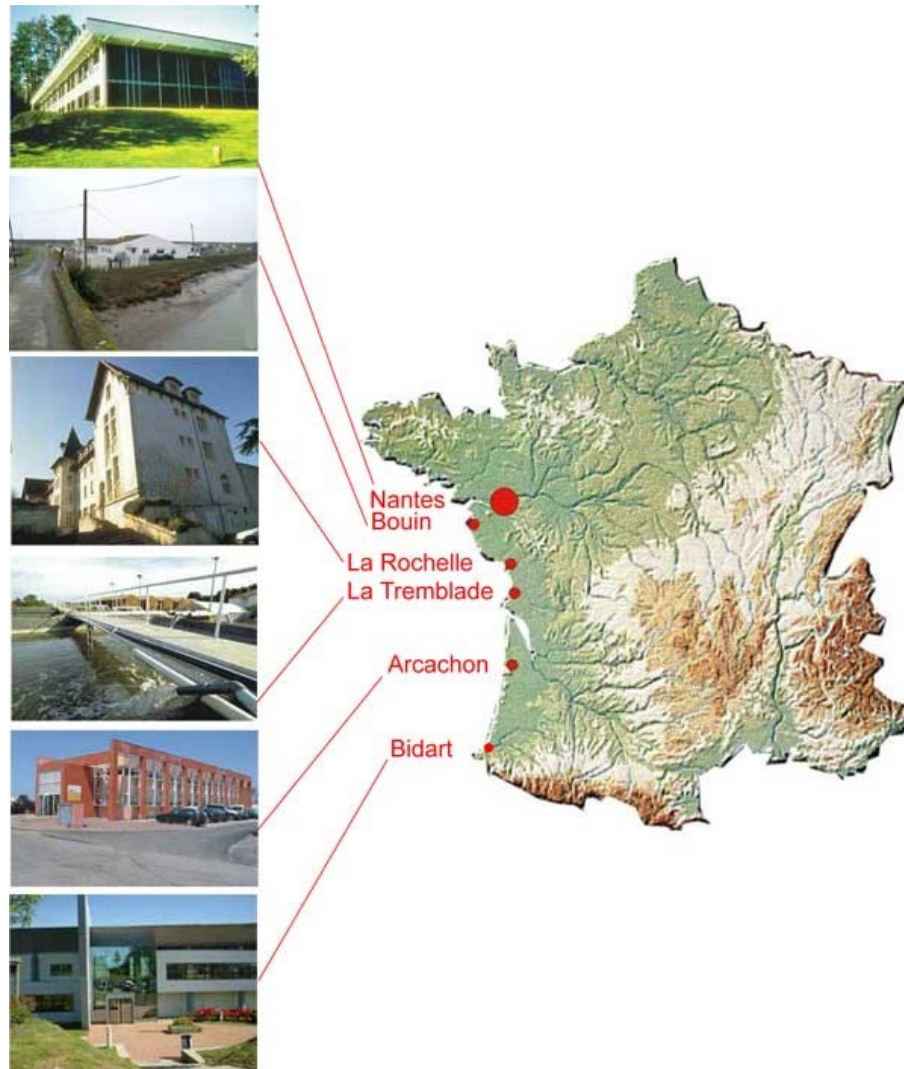 Nantes
Bouin
La Rochelle
La Tremblade
Arcachon
Bidart